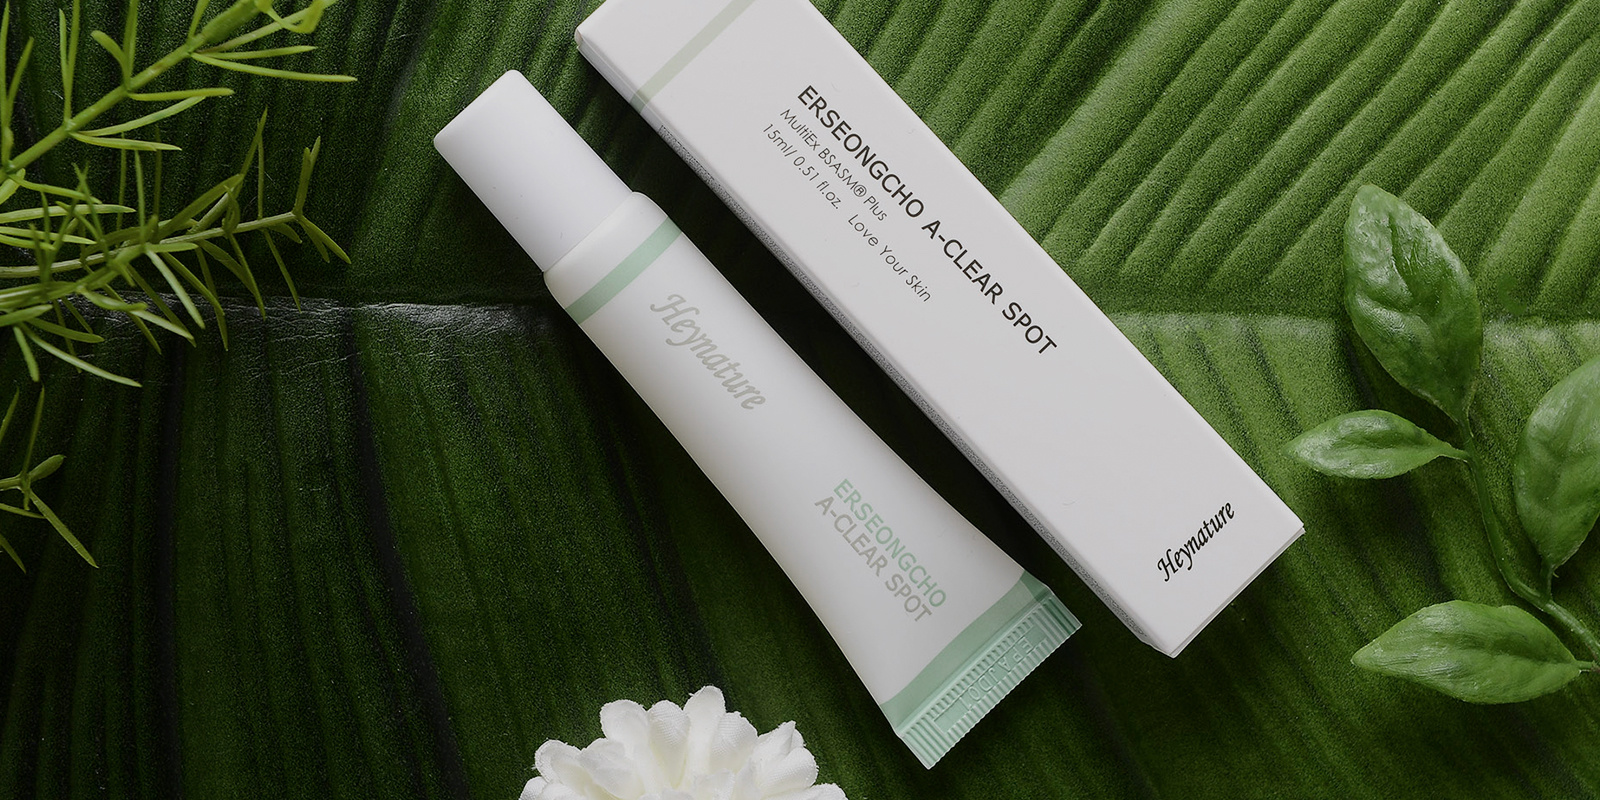 ERSEONGCHO A-CLEAR SPOT
MultiEx BSASM® Plus
15ml/ 0.51 fl.oz. Love Your Skin
Heynature
Heynature
ERSEONGCHO
A-CLEAR SPOT